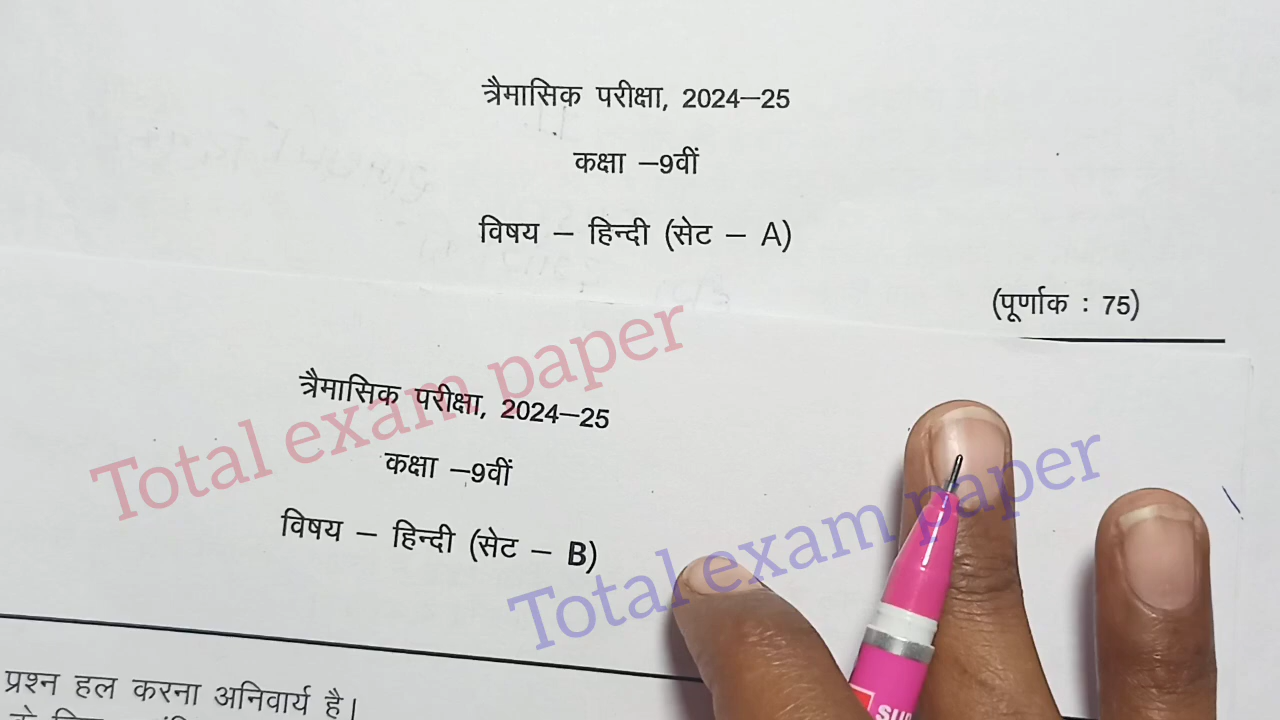 त्रैमासिक परीक्षा, 2024–25
कक्षा –9वीं
विषय – हिन्दी (सेट – A)
(पूर्णाक : 75)
त्रैमासिक परीक्षा, 2024–25
कक्षा –9वीं
विषय – हिन्दी (सेट – B)
Total exam paper
Total exam paper
प्रश्न हल करना अनिवार्य है।